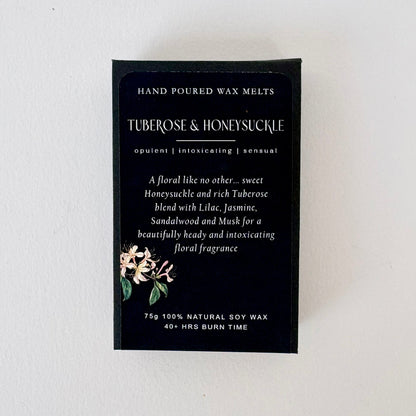 HAND POURED WAX MELTS
TUBEROSE & HONEYSUCKLE
opulent | intoxicating | sensual
A floral like no other... sweet
Honeysuckle and rich Tuberose
blend with Lilac, Jasmine,
Sandalwood and Musk for a
beautifully heady and intoxicating
floral fragrance
75g 100% NATURAL SOY WAX
40+ HRS BURN TIME